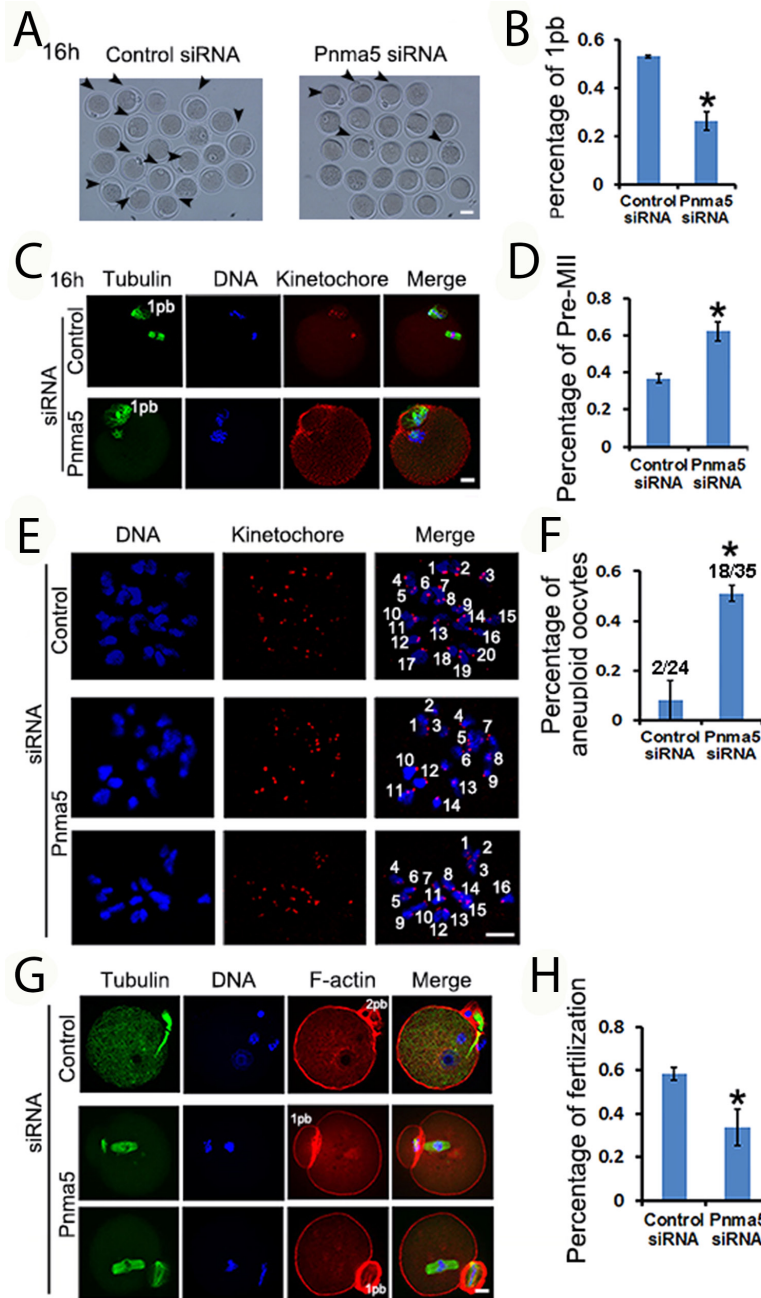 A
16h
Control siRNA
Pnma5 siRNA
B
Percentage of 1pb
0.6
0.4
0.2
0
*
Control siRNA
Pnma5 siRNA
C
16h
Tubulin
DNA
Kinetochore
Merge
siRNA
Control
1pb
Pnma5
1pb
D
Percentage of Pre-MII
0.8
0.6
0.4
0.2
0
*
Control siRNA
Pnma5 siRNA
E
DNA
Kinetochore
Merge
siRNA
Control
1
2
3
4
5
6
7
8
9
10
11
12
13
14
15
16
17
18
19
20
Pnma5
1
2
3
4
5
6
7
8
9
10
11
12
13
14
1
2
3
4
5
6
7
8
9
10
11
12
13
14
15
16
F
Percentage of
aneuploid oocytes
0.6
0.4
0.2
0
2/24
*
18/35
Control siRNA
Pnma5 siRNA
G
Tubulin
DNA
F-actin
Merge
siRNA
Control
2pb
Pnma5
1pb
1pb
H
Percentage of fertilization
0.8
0.6
0.4
0.2
0
*
Control siRNA
Pnma5 siRNA